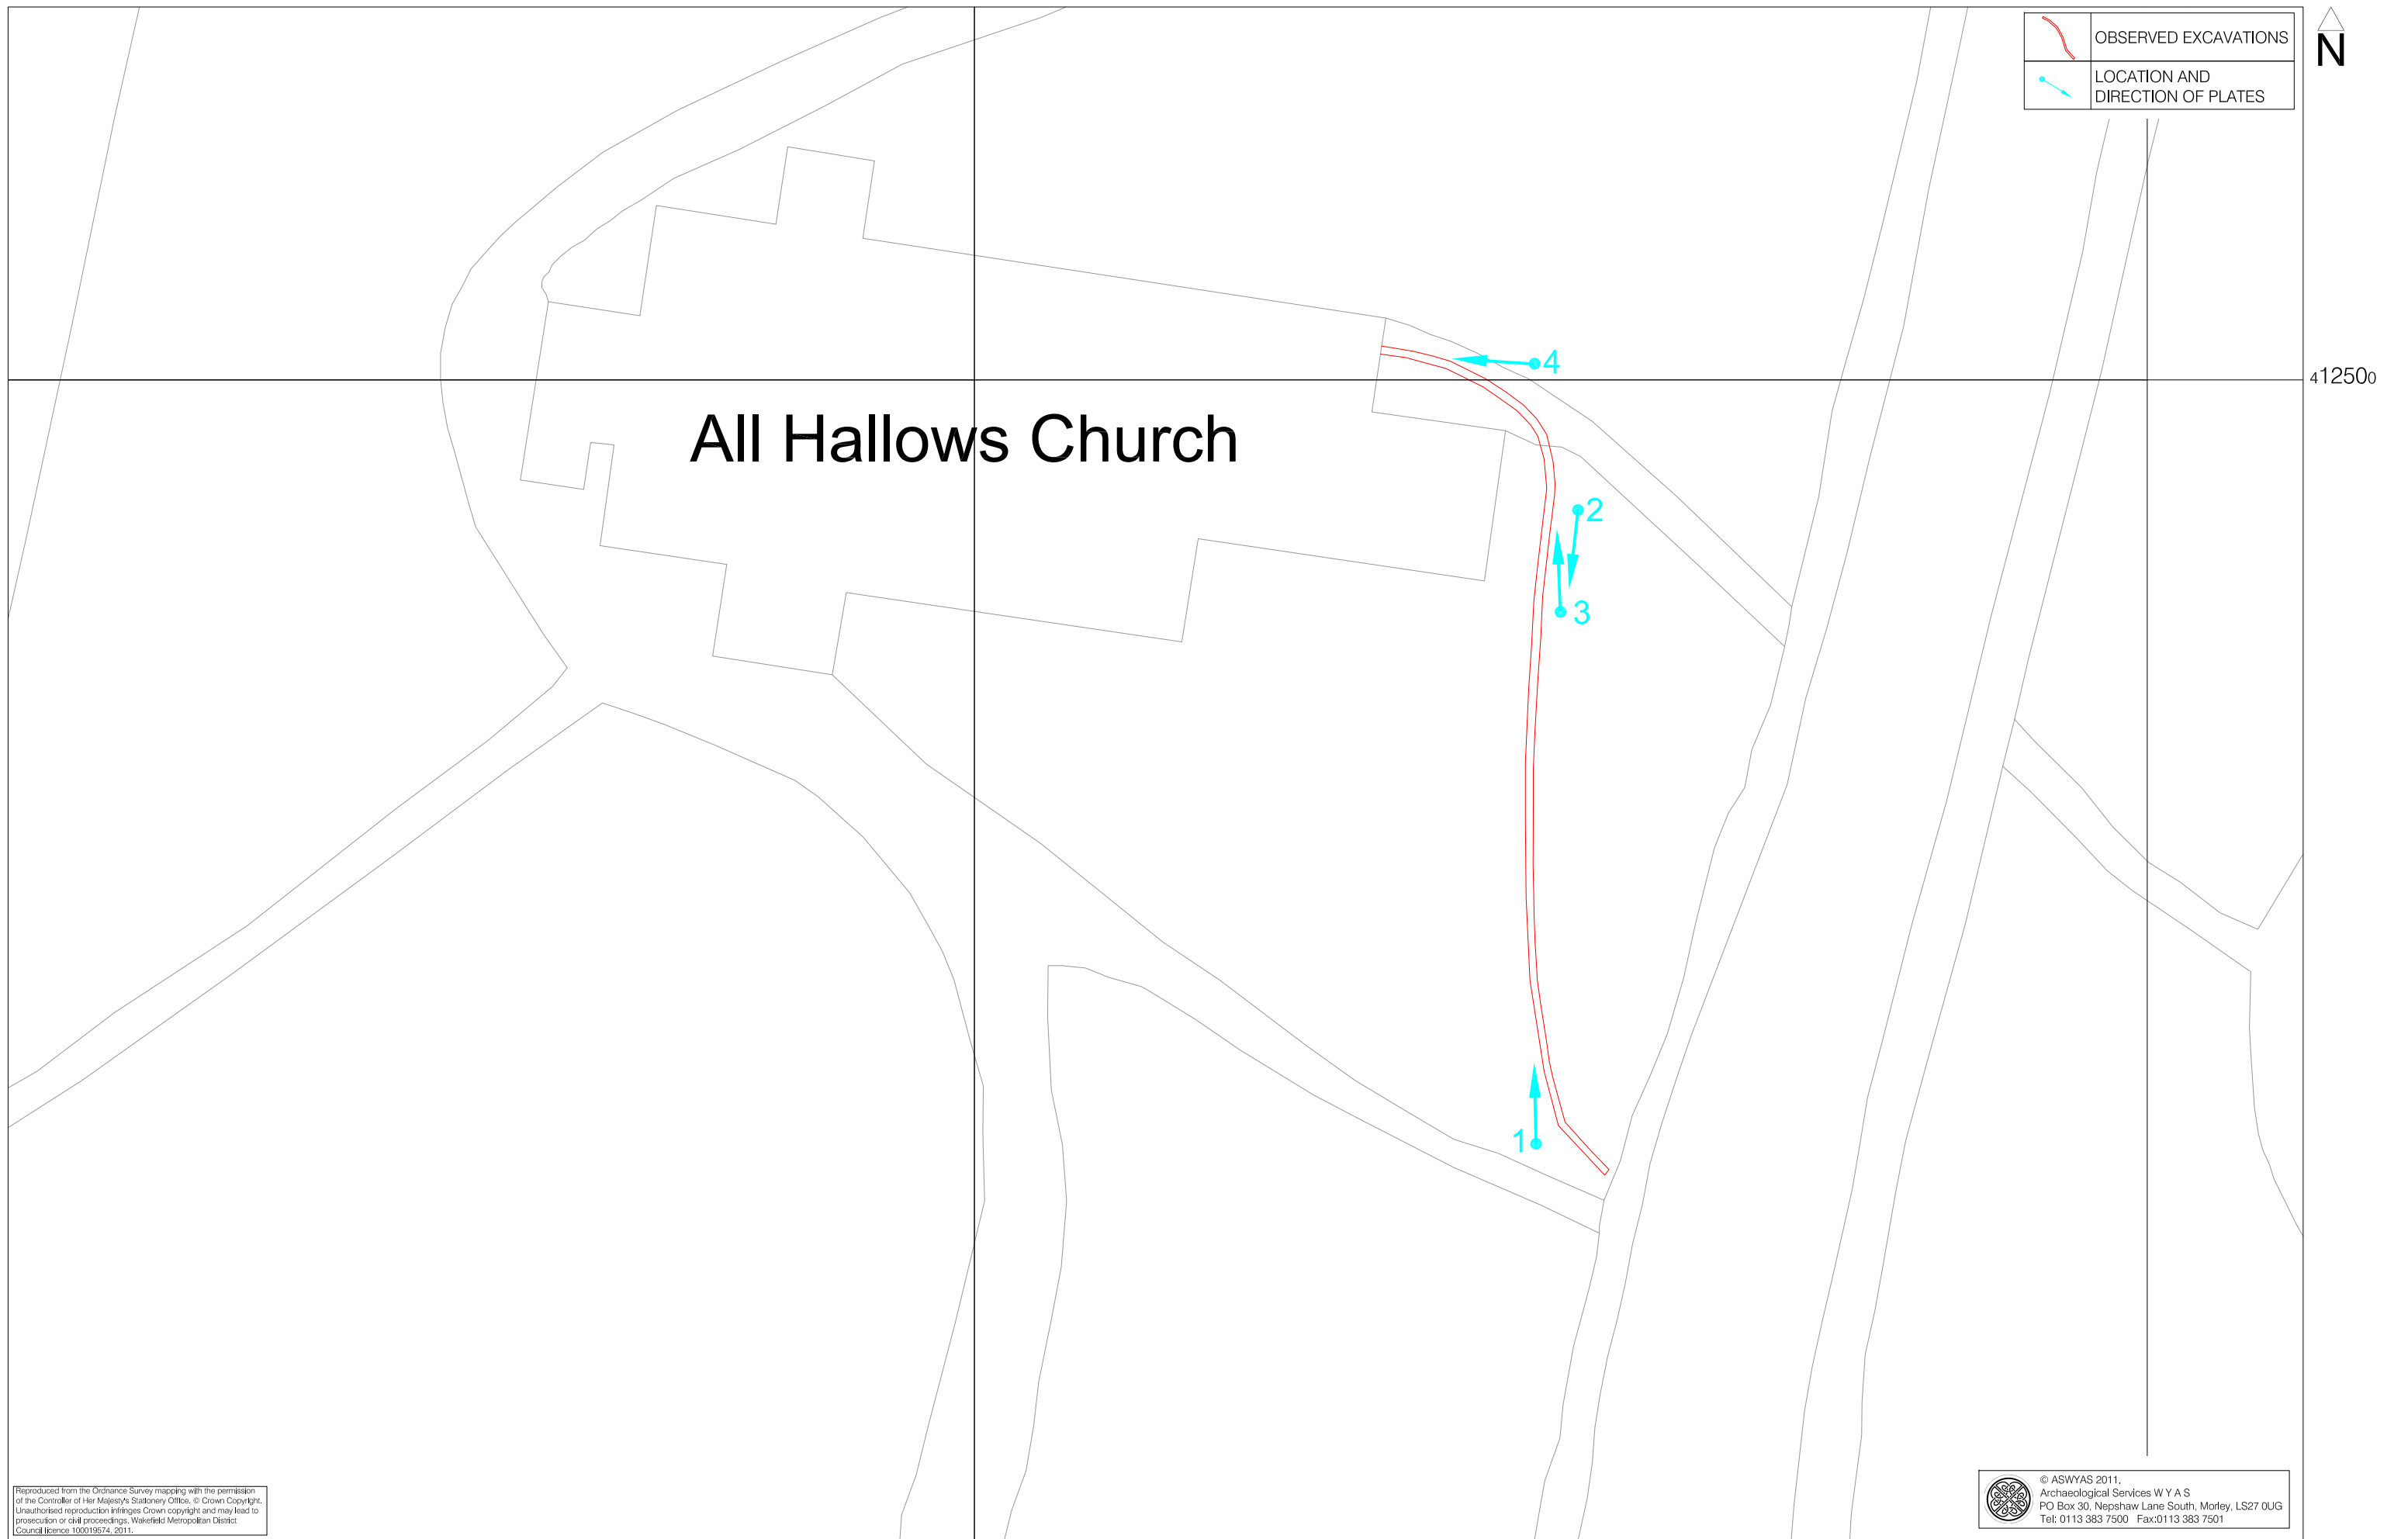 OBSERVED EXCAVATIONS
LOCATION AND
DIRECTION OF PLATES
N
4
412500
All Hallows Church
2
3
1
Reproduced from the Ordnance Survey mapping with the permission
of the Controller of Her Majesty's Stationery Office. © Crown Copyright.
Unauthorised reproduction infringes Crown copyright and may lead to
prosecution or civil proceedings. Wakefield Metropolitan District
Council licence 100019574, 2011.
© ASWYAS 2011.
Archaeological Services W Y A S
PO Box 30, Nepshaw Lane South, Morley, LS27 0UG
Tel: 0113 383 7500 Fax:0113 383 7501